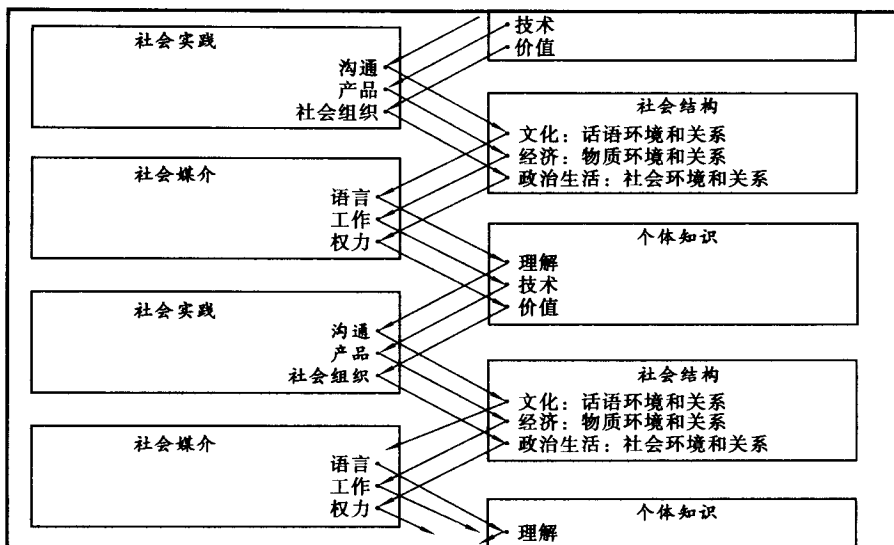 技术
价值
社会实践
沟通
产品
社会组织
社会结构
文化：话语环境和关系
经济：物质环境和关系
政治生活：社会环境和关系
社会媒介
语言
工作
权力
个体知识
理解
技术
价值
社会实践
沟通
产品
社会组织
社会结构
文化：话语环境和关系
经济：物质环境和关系
政治生活：社会环境和关系
社会媒介
语言
工作
权力
个体知识
理解